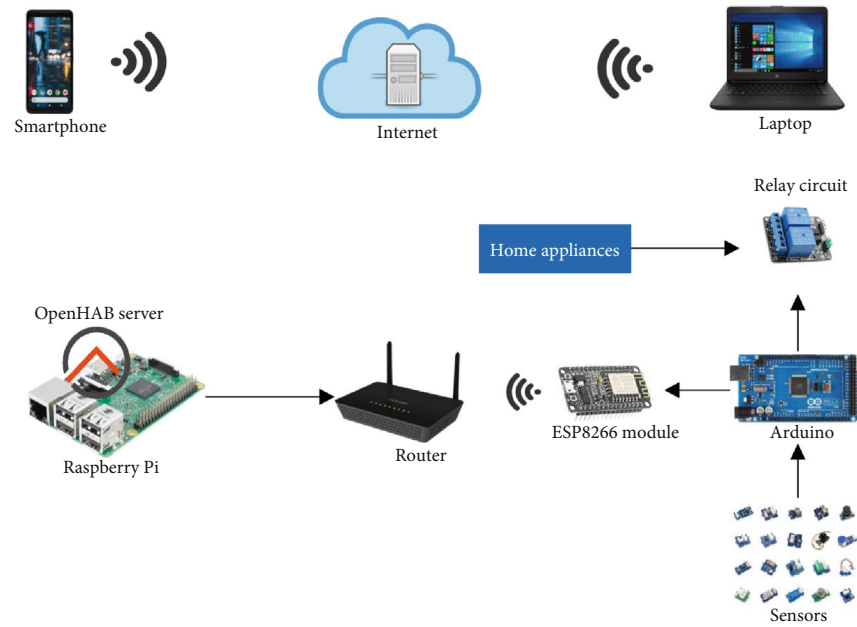 Smartphone
Internet
Laptop
Relay circuit
Home appliances
OpenHAB server
Raspberry Pi
Router
ESP8266 module
Arduino
Sensors